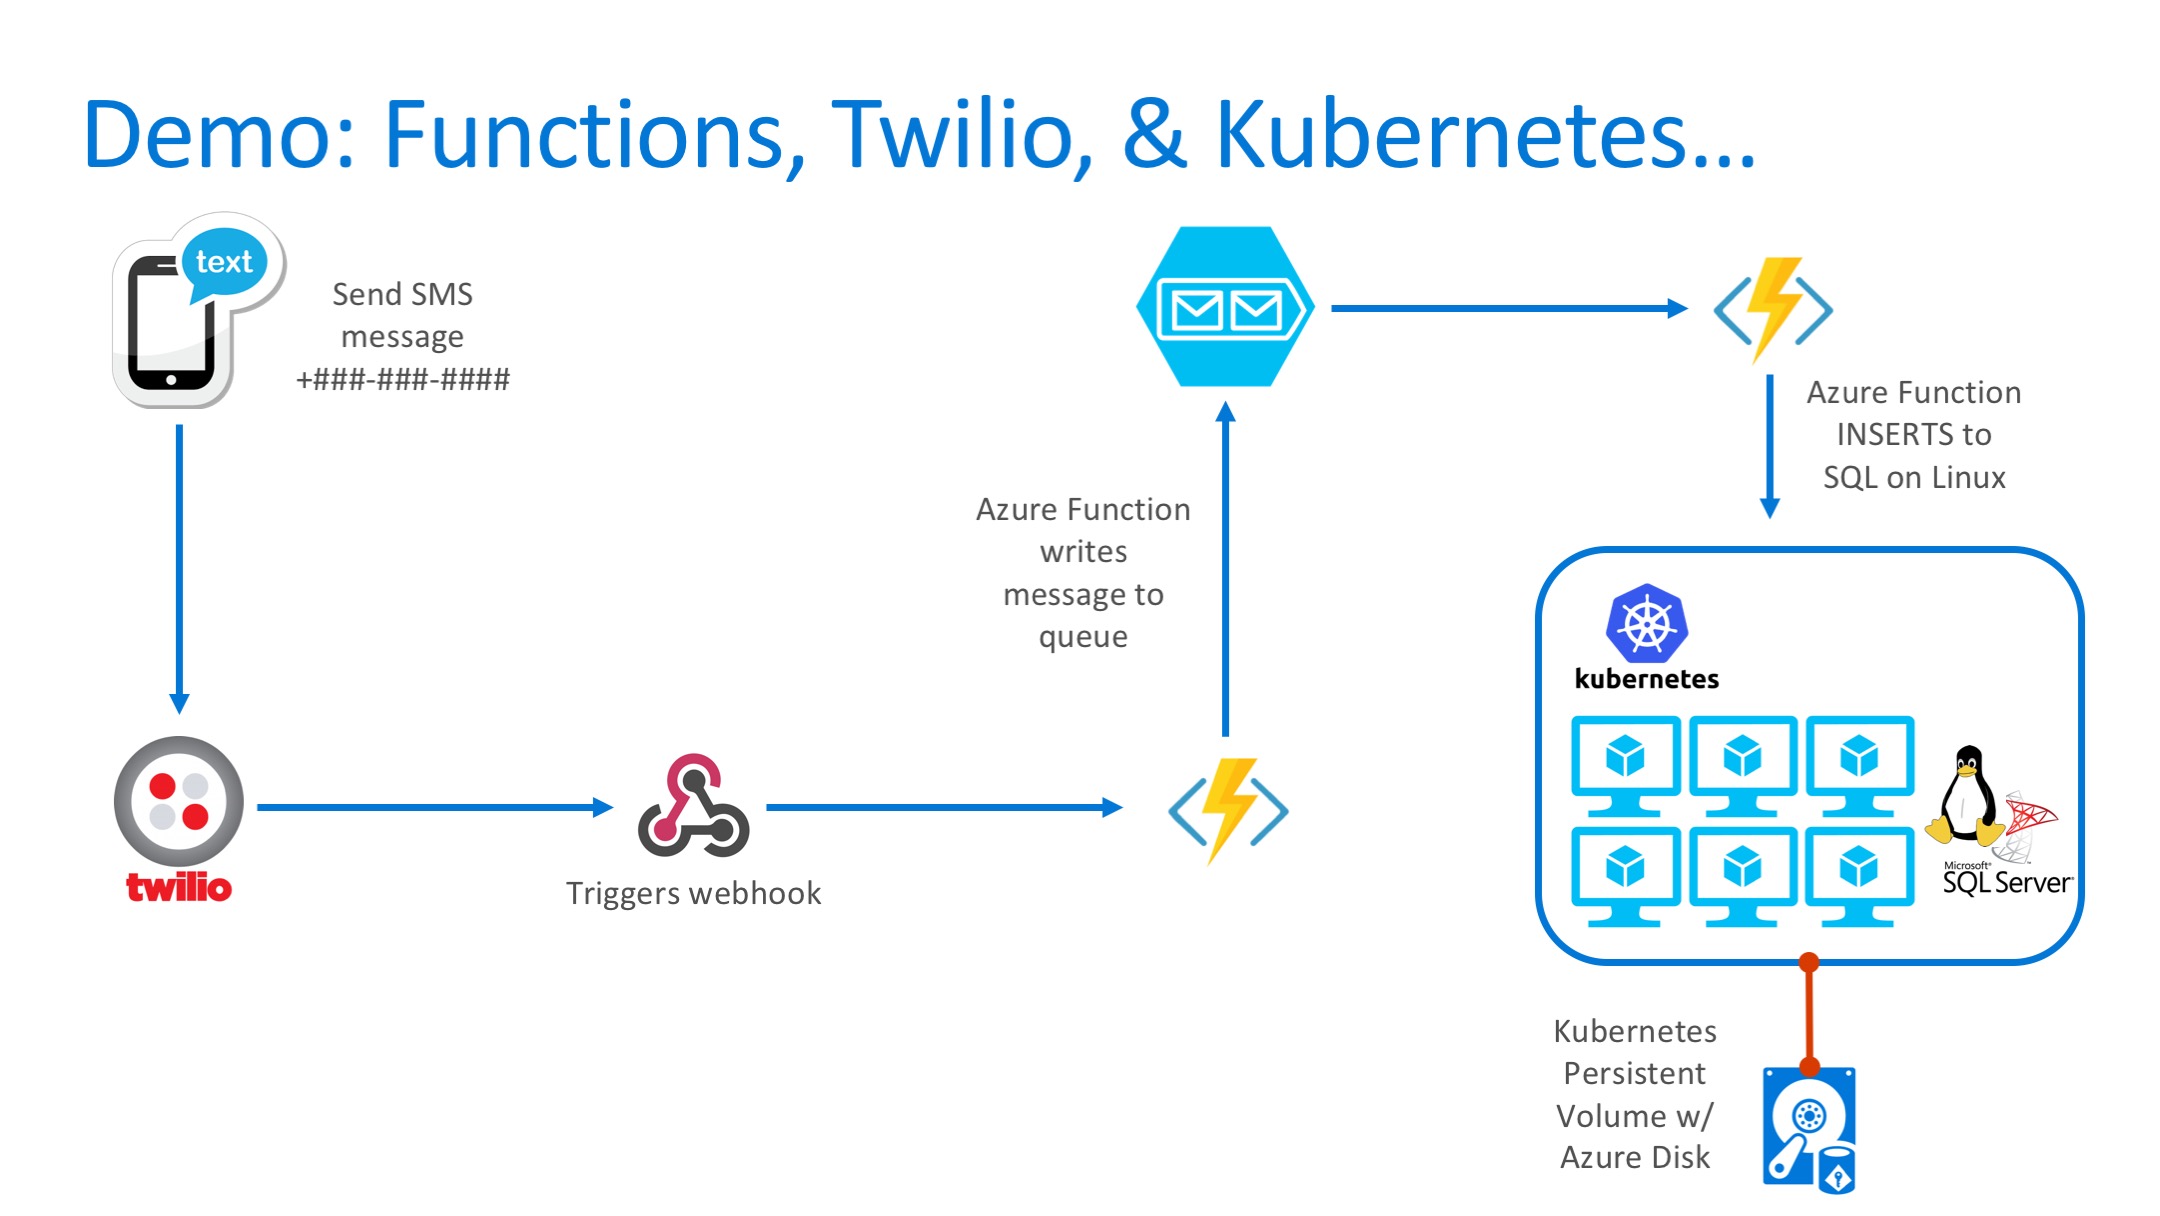 Demo: Functions, Twilio, & Kubernetes...
text
Send SMS
message
+###-###-####
Azure Function
INSERTS to
SQL on Linux
Azure Function
writes
message to
queue
kubernetes
Microsoft®
SQL Server®
twilio
Triggers webhook
Kubernetes
Persistent
Volume w/
Azure Disk